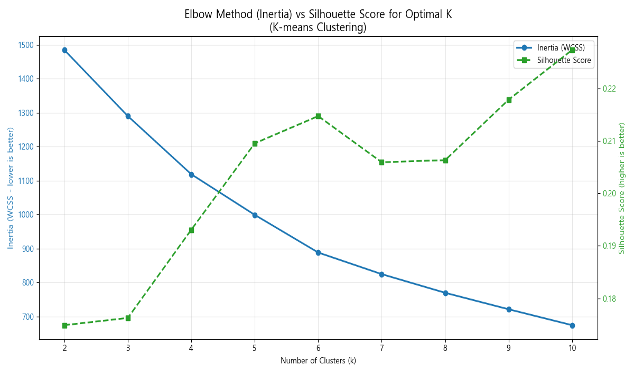 Elbow Method (Inertia) vs Silhouette Score for Optimal K
(K-means Clustering)
Inertia (WCSS)
Silhouette Score
1500
1400
1300
1200
1100
1000
900
800
700
Inertia (WCSS - lower is better)
0.22
0.21
0.20
0.19
0.18
Silhouette Score (higher is better)
2 3 4 5 6 7 8 9 10
Number of Clusters (k)